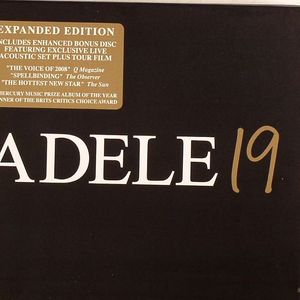 EXPANDED EDITION
INCLUDES ENHANCED BONUS DISC
FEATURING EXCLUSIVE LIVE
ACOUSTIC SET PLUS TOUR FILM
"THE VOICE OF 2008" Q Magazine
"SPELLBINDING" The Observer
"THE HOTTEST NEW STAR" The Sun
MERCURY MUSIC PRIZE ALBUM OF THE YEAR
WINNER OF THE BRITS CRITICS CHOICE AWARD
ADELE 19